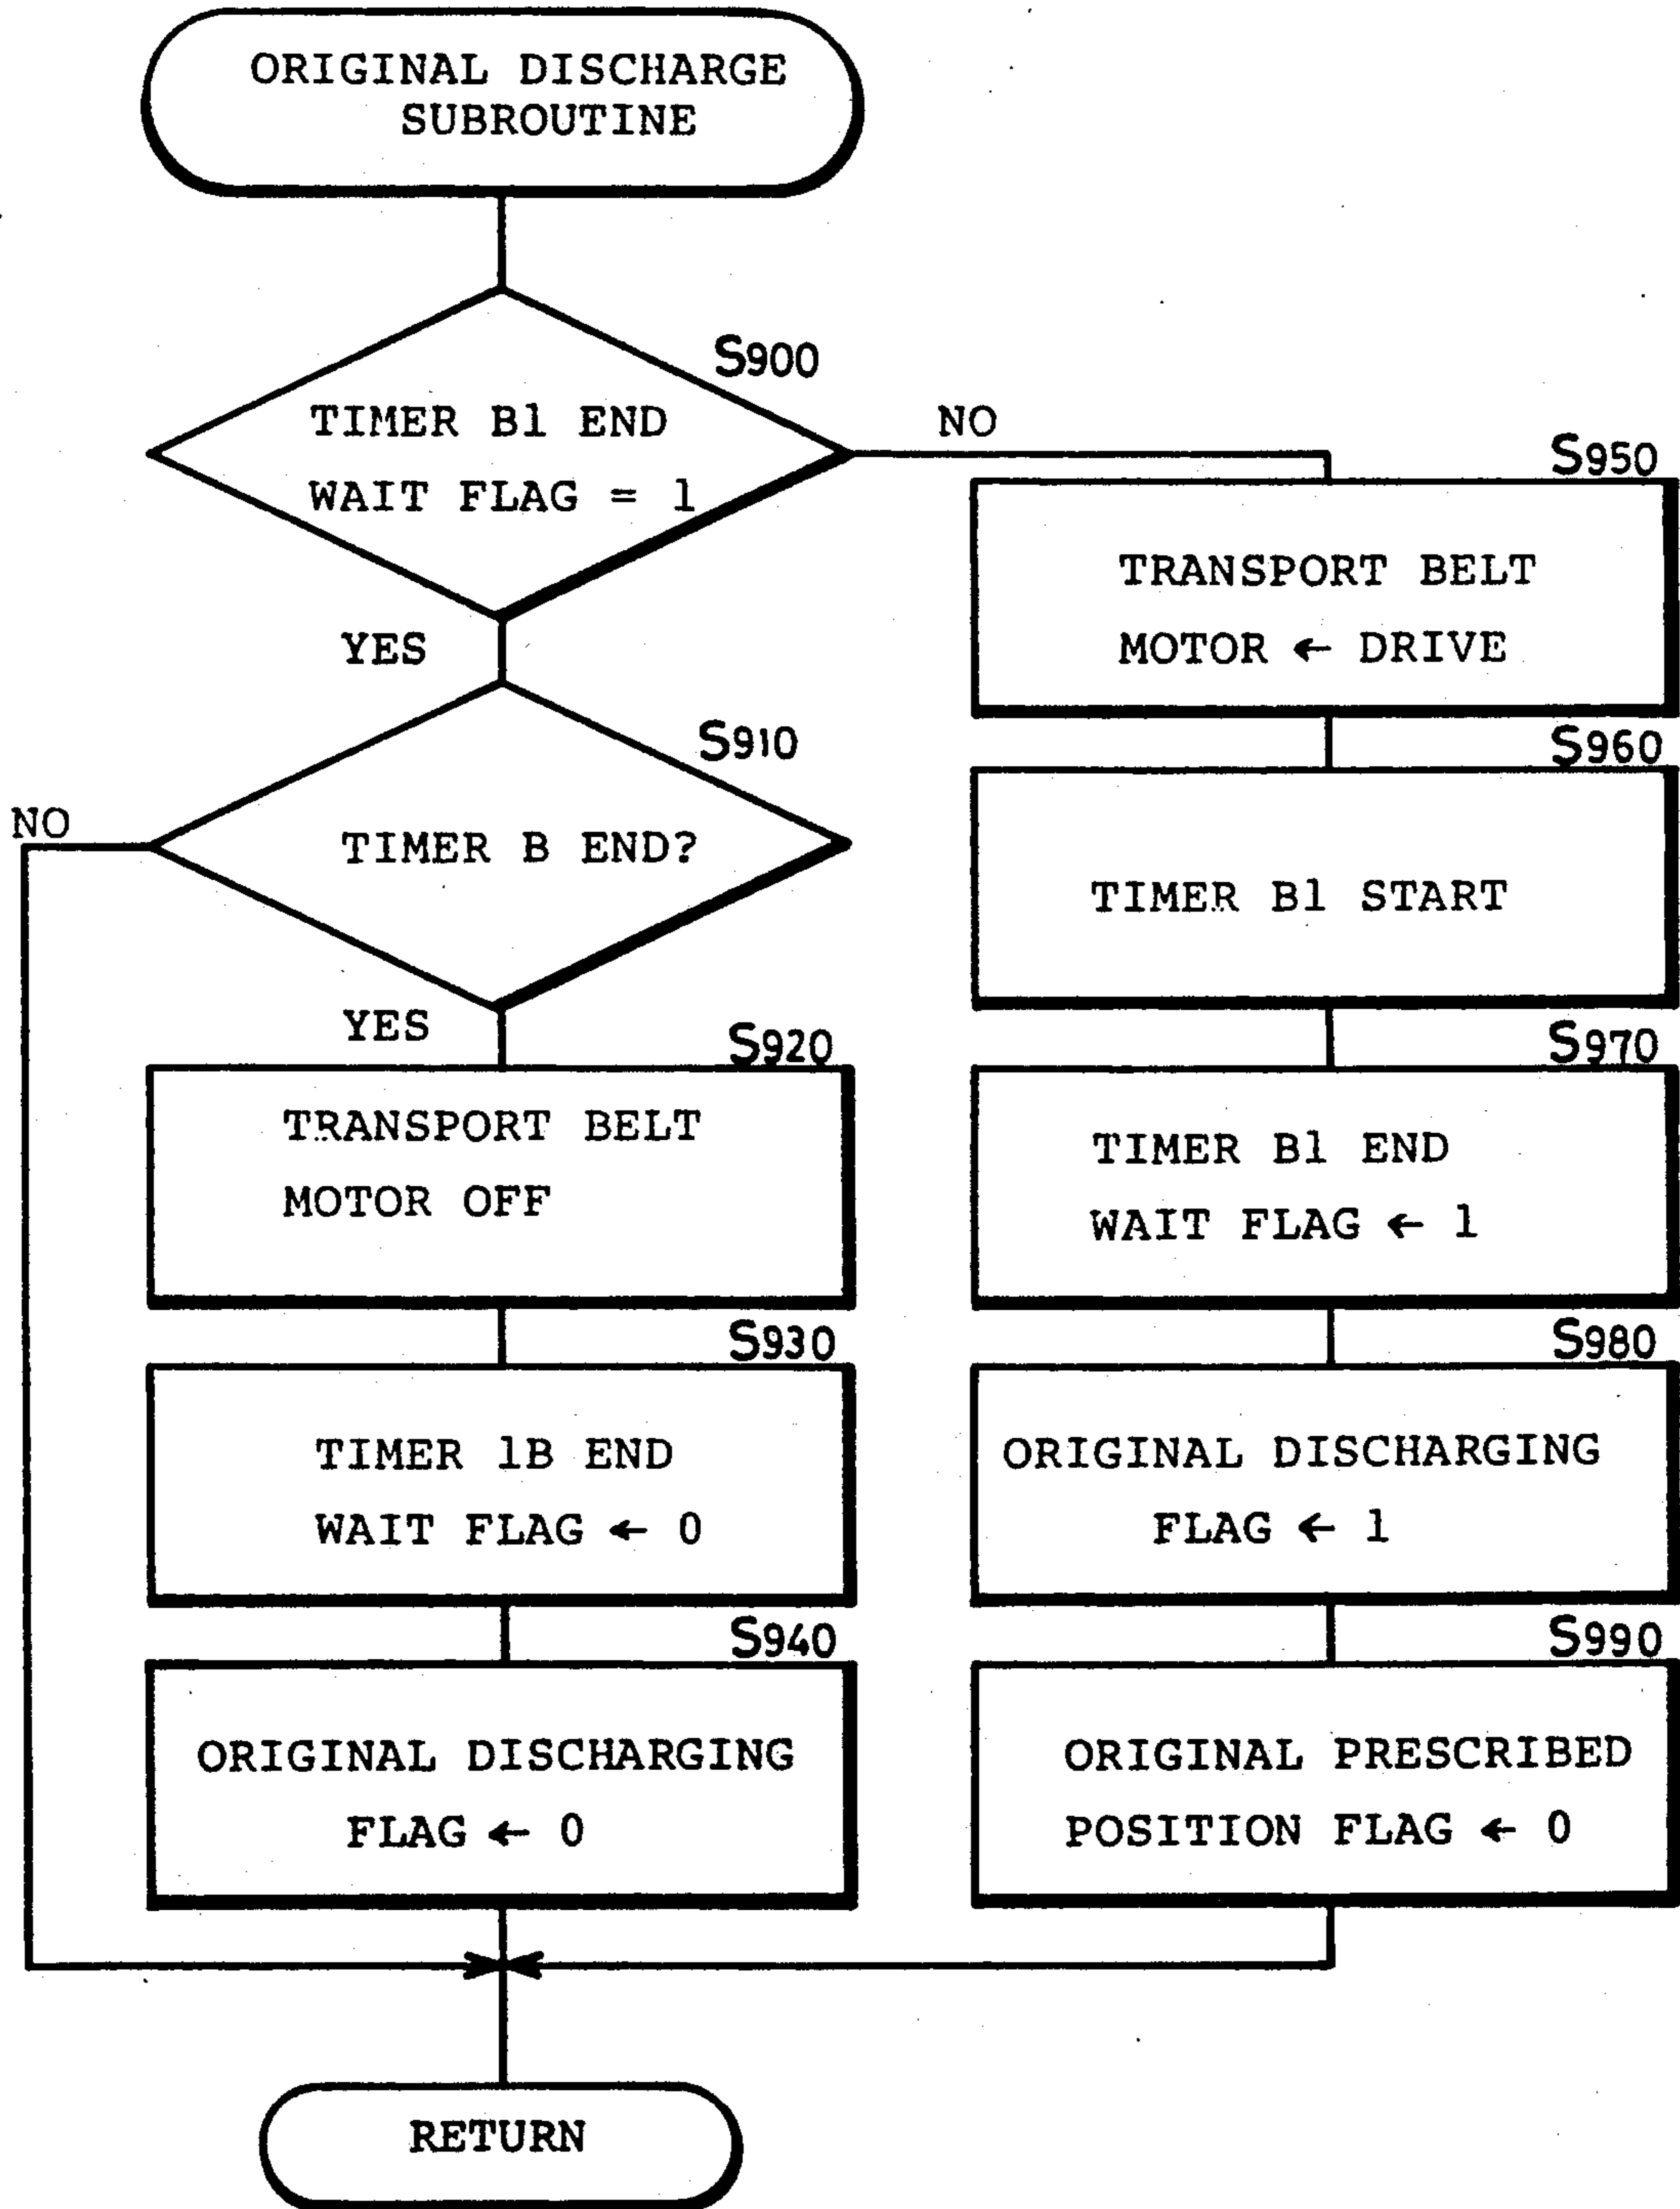 ORIGINAL DISCHARGE
SUBROUTINE
S900
TIMER B1 END
WAIT FLAG = 1
NO
YES
S910
TIMER B END?
NO
YES
S920
TRANSPORT BELT
MOTOR OFF
S930
TIMER 1B END
WAIT FLAG ← 0
S940
ORIGINAL DISCHARGING
FLAG ← 0
S950
TRANSPORT BELT
MOTOR ← DRIVE
S960
TIMER B1 START
S970
TIMER B1 END
WAIT FLAG ← 1
S980
ORIGINAL DISCHARGING
FLAG ← 1
S990
ORIGINAL PRESCRIBED
POSITION FLAG ← 0
RETURN